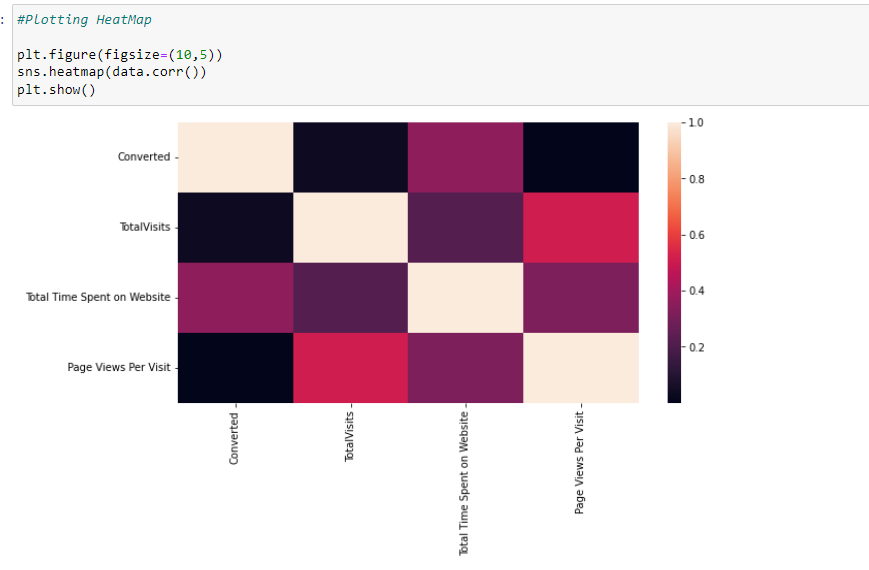 :
#Plotting HeatMap
plt.figure(figsize=(10,5))
sns.heatmap(data.corr())
plt.show()
1.0
Converted
0.8
TotalVisits
0.6
0.4
Total Time Spent on Website
0.2
Page Views Per Visit
Converted
TotalVisits
Total Time Spent on Website
Page Views Per Visit